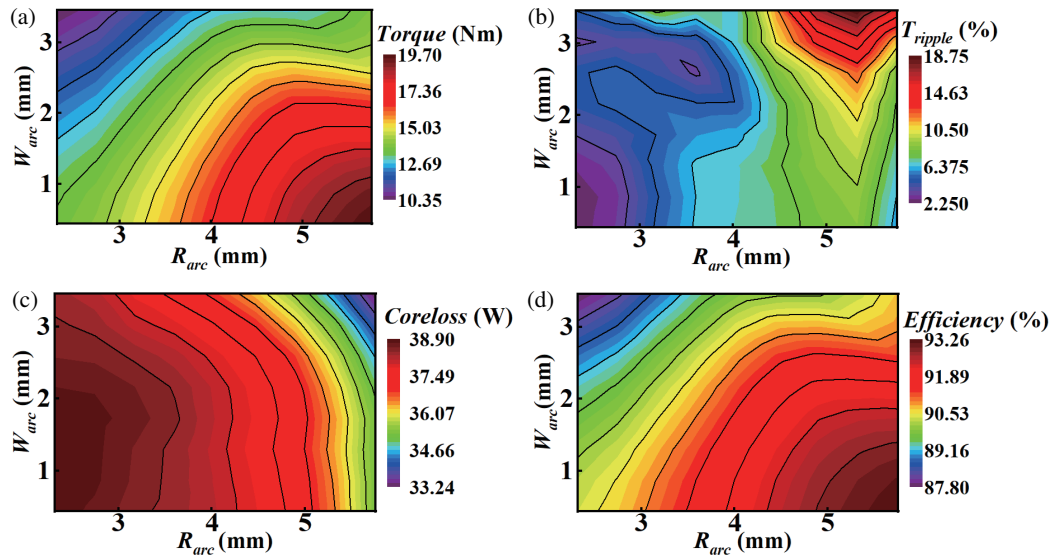 (a)
Torque (Nm)
19.70
17.36
15.03
12.69
10.35
3
2
1
W_arc (mm)
3 4 5
R_arc (mm)
(b)
T_ripple (%)
18.75
14.63
10.50
6.375
2.250
3
2
1
W_arc (mm)
3 4 5
R_arc (mm)
(c)
Coreloss (W)
38.90
37.49
36.07
34.66
33.24
3
2
1
W_arc (mm)
3 4 5
R_arc (mm)
(d)
Efficiency (%)
93.26
91.89
90.53
89.16
87.80
3
2
1
W_arc(mm)
3 4 5
R_arc (mm)